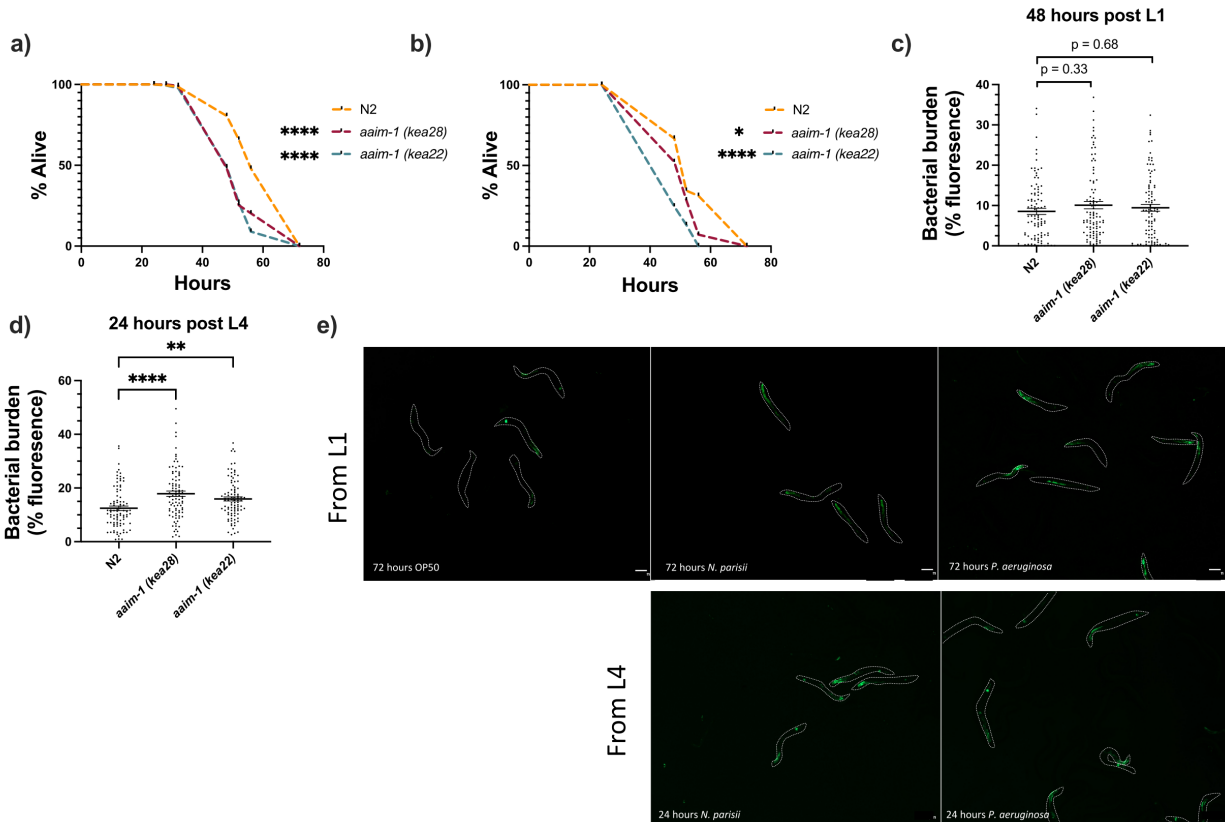 a)
% Alive
100
50
0
0
20
40
60
80
Hours
N2
**** aaim-1 (kea28)
**** aaim-1 (kea22)
b)
% Alive
100
50
0
0
20
40
60
80
Hours
N2
* aaim-1 (kea28)
**** aaim-1 (kea22)
c)
48 hours post L1
p = 0.68
p = 0.33
Bacterial burden
(% fluoresence)
40
30
20
10
0
N2
aaim-1 (kea28)
aaim-1 (kea22)
d)
24 hours post L4
**
****
Bacterial burden
(% fluoresence)
60
40
20
0
N2
aaim-1 (kea28)
aaim-1 (kea22)
e)
From L1
72 hours OP50
72 hours N. parisii
72 hours P. aeruginosa
From L4
24 hours N. parisii
24 hours P. aeruginosa